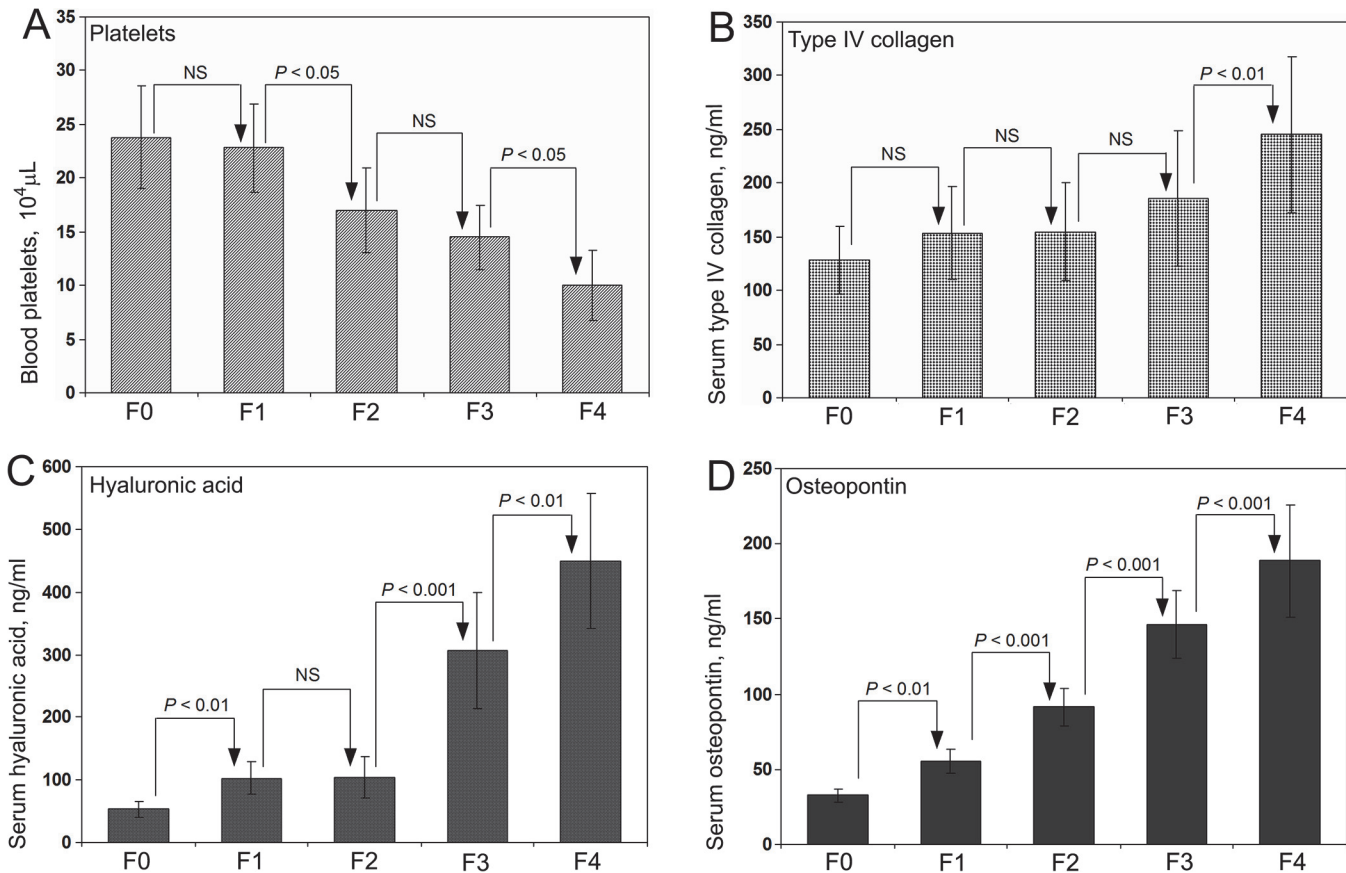 A
Platelets
Blood platelets, 10⁴μL
35
30
25
20
15
10
5
0
NS
P < 0.05
NS
P < 0.05
F0 F1 F2 F3 F4
B
Type IV collagen
Serum type IV collagen, ng/ml
350
300
250
200
150
100
50
0
NS
NS
NS
P < 0.01
F0 F1 F2 F3 F4
C
Hyaluronic acid
Serum hyaluronic acid, ng/ml
600
500
400
300
200
100
0
P < 0.01
NS
P < 0.001
P < 0.01
F0 F1 F2 F3 F4
D
Osteopontin
Serum osteopontin, ng/ml
250
200
150
100
50
0
P < 0.01
P < 0.001
P < 0.001
P < 0.001
F0 F1 F2 F3 F4